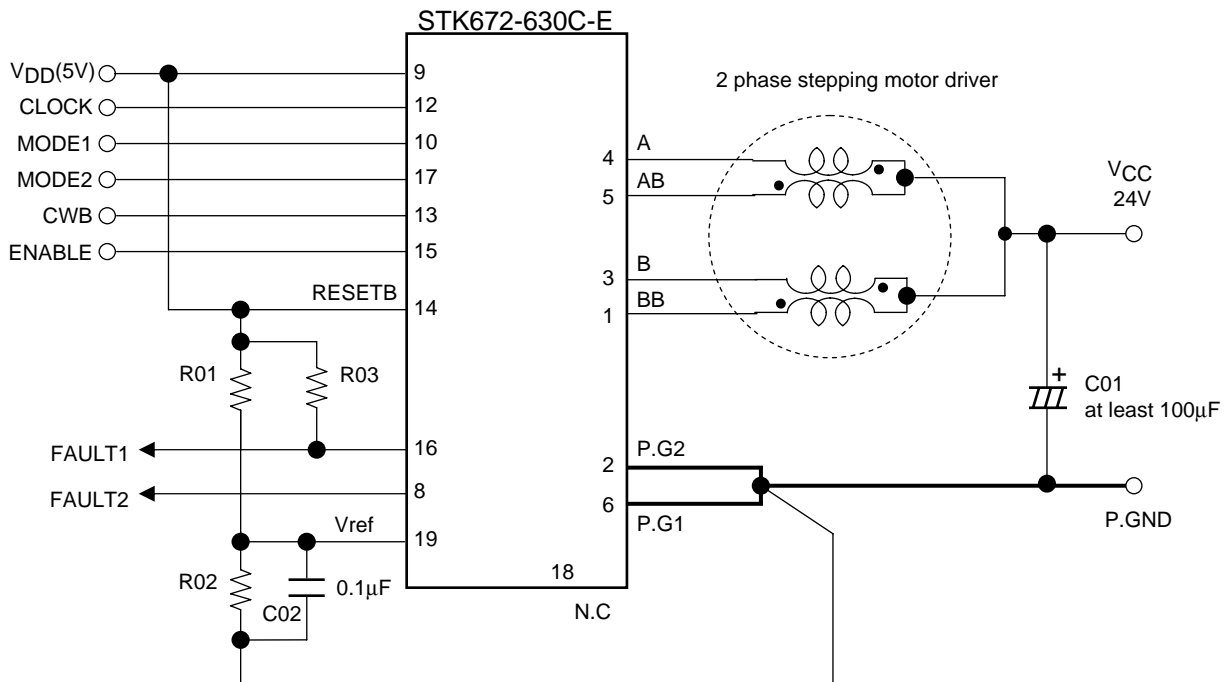 STK672-630C-E
VDD(5V)
9
CLOCK
12
MODE1
10
MODE2
17
CWB
13
ENABLE
15
RESETB
14
R01
R03
FAULT1
16
FAULT2
8
Vref
19
R02
C02
0.1μF
18
N.C
2 phase stepping motor driver
4
A
5
AB
3
B
1
BB
VCC
24V
+
C01
at least 100μF
2
P.G2
6
P.G1
P.GND